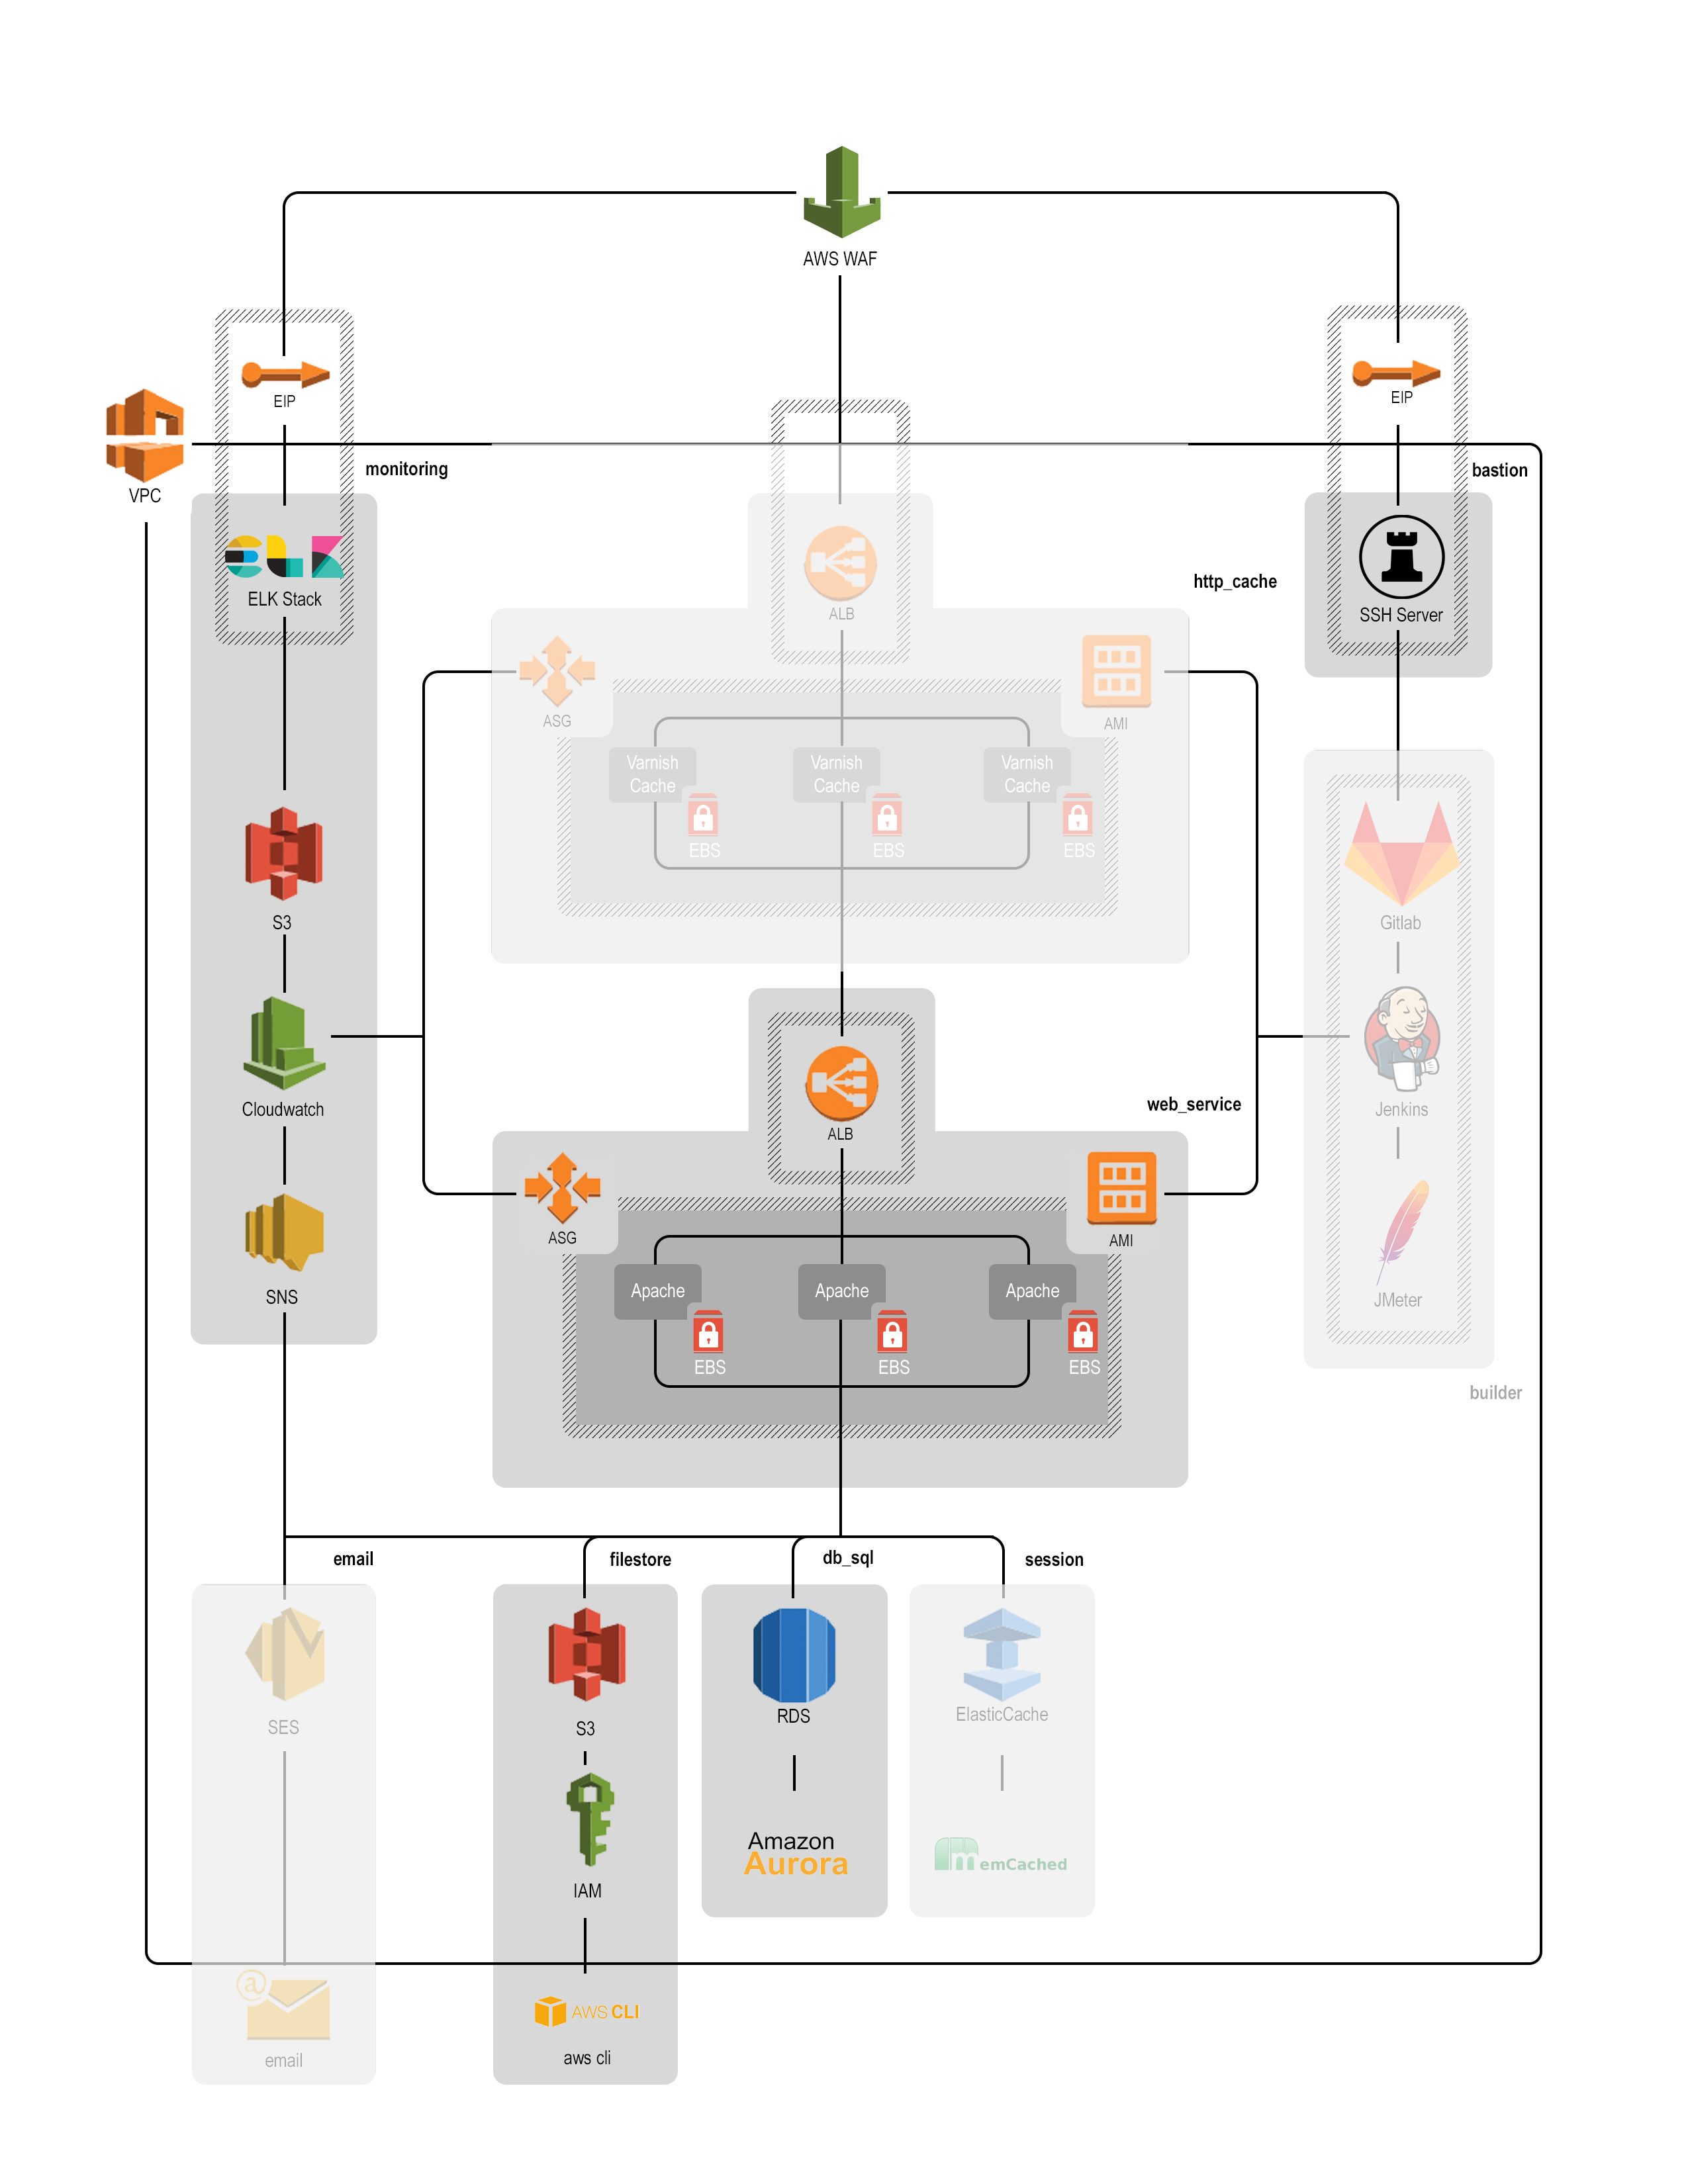 AWS WAF
EIP
EIP
VPC
monitoring
bastion
ELK Stack
ALB
http_cache
SSH Server
ASG
AMI
Varnish
Cache
Varnish
Cache
Varnish
Cache
EBS
EBS
EBS
S3
Gitlab
Cloudwatch
ALB
web_service
Jenkins
ASG
AMI
SNS
Apache
Apache
Apache
JMeter
EBS
EBS
EBS
builder
email
filestore
db_sql
session
SES
S3
RDS
ElasticCache
Amazon
Aurora
memCached
IAM
@
AWS CLI
email
aws cli